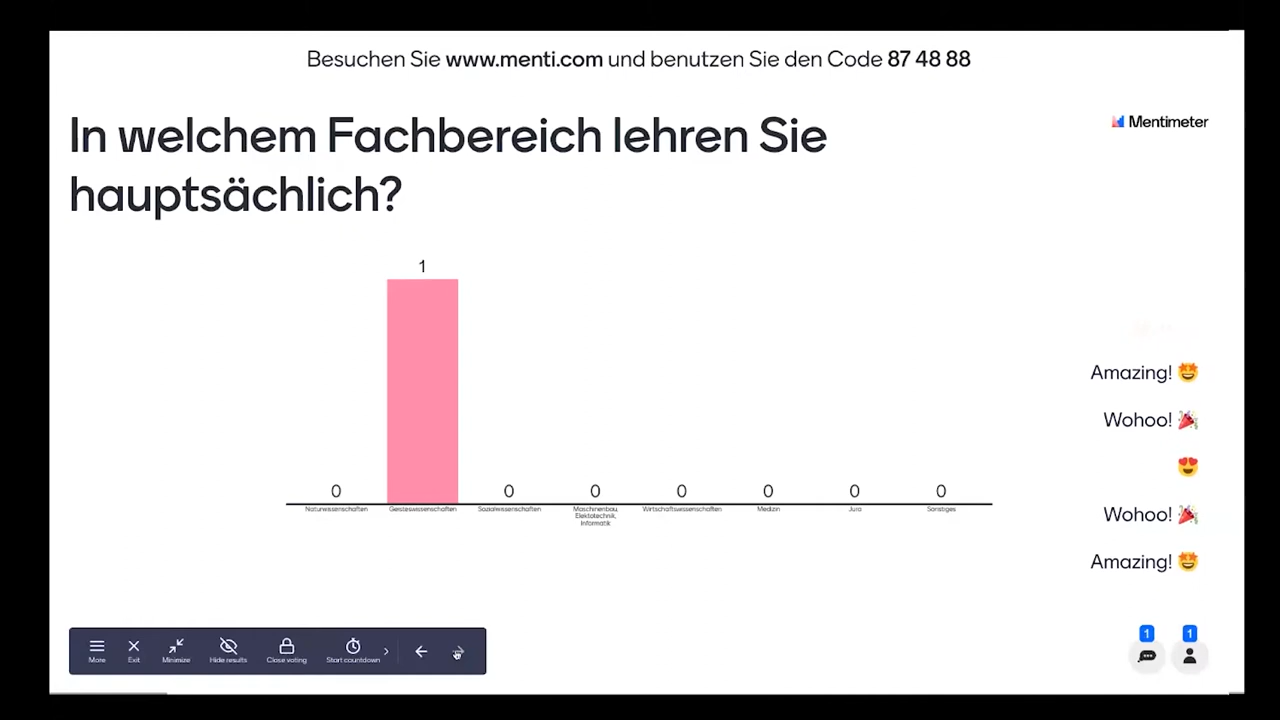 Besuchen Sie www.menti.com und benutzen Sie den Code 87 48 88
In welchem Fachbereich lehren Sie
hauptsächlich?
Mentimeter
1
0
0
0
0
0
0
0
Naturwissenschaften
Geisteswissenschaften
Sozialwissenschaften
Maschinenbau,
Elektrotechnik,
Informatik
Wirtschaftswissenschaften
Medizin
Jura
Sonstiges
Amazing! 🤩
Wohoo! 🎉
😍
Wohoo! 🎉
Amazing! 🤩
More
Exit
Minimize
Hide results
Close voting
Start countdown
1
1